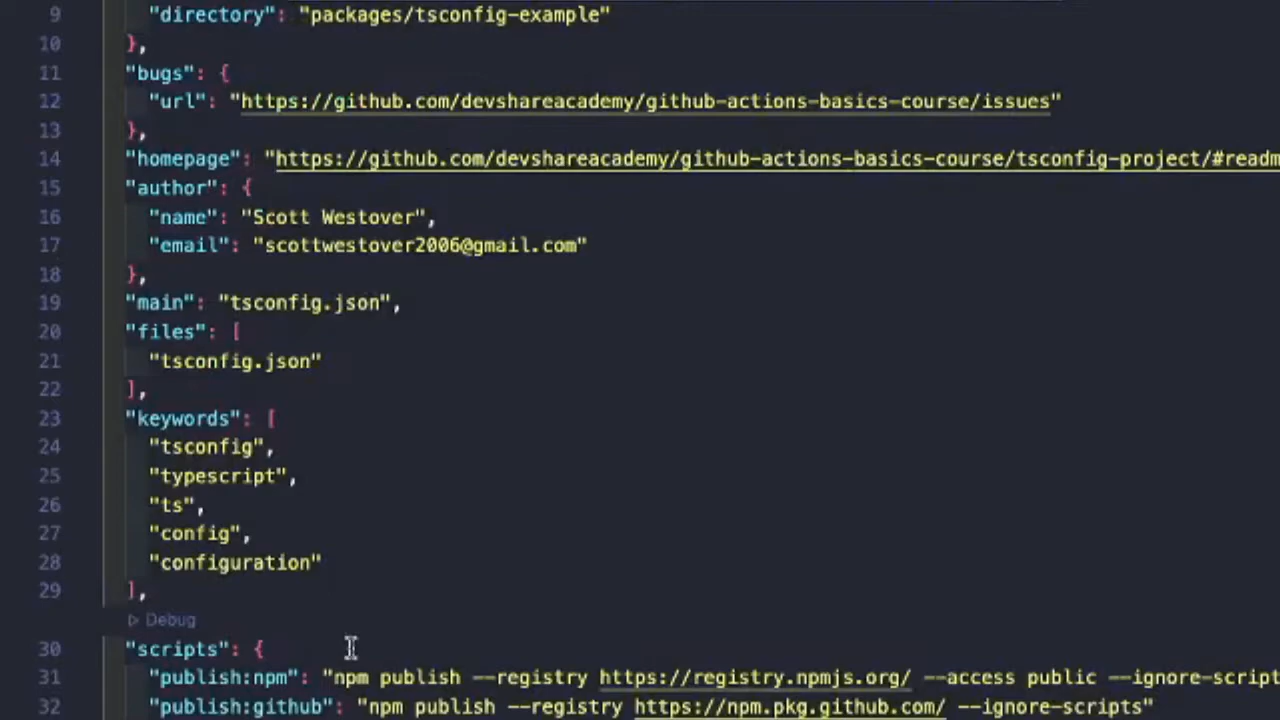 9 "directory": "packages/tsconfig-example"
10 },
11 "bugs": {
12 "url": "https://github.com/devshareacademy/github-actions-basics-course/issues"
13 },
14 "homepage": "https://github.com/devshareacademy/github-actions-basics-course/tsconfig-project/#readm
15 "author": {
16 "name": "Scott Westover",
17 "email": "scottwestover2006@gmail.com"
18 },
19 "main": "tsconfig.json",
20 "files": [
21 "tsconfig.json"
22 ],
23 "keywords": [
24 "tsconfig",
25 "typescript",
26 "ts",
27 "config",
28 "configuration"
29 ],
Debug
30 "scripts": {
31 "publish:npm": "npm publish --registry https://registry.npmjs.org/ --access public --ignore-script
32 "publish:github": "npm publish --registry https://npm.pkg.github.com/ --ignore-scripts"